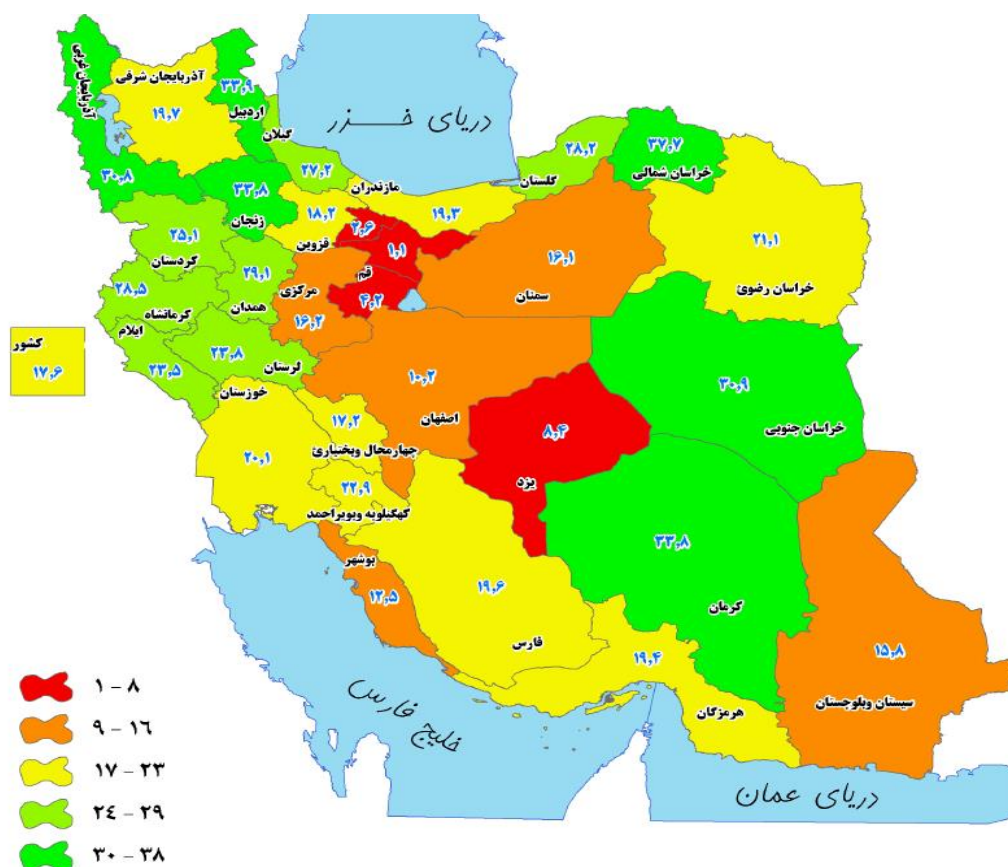 دریای خزر
آذربایجان غربی
۳۰٫۸
آذربایجان شرقی
۱۹٫۷
۳۳٫۹
اردبیل
گیلان
۲۷٫۲
مازندران
۱۹٫۳
گلستان
۲۸٫۲
۳۷٫۷
خراسان شمالی
۲۱٫۱
خراسان رضوی
۳۳٫۸
زنجان
۱۸٫۲
قزوین
۲٫۶
۱٫۱
۱۶٫۱
سمنان
۲۵٫۱
کردستان
۲۹٫۱
همدان
مرکزی
۱۶٫۲
قم
۴٫۲
۲۸٫۵
کرمانشاه
ایلام
۲۳٫۵
۲۳٫۸
لرستان
کشور
۱۷٫۶
خوزستان
۲۰٫۱
۱۷٫۲
چهارمحال وبختیاری
۱۰٫۲
اصفهان
۸٫۴
یزد
۳۰٫۹
خراسان جنوبی
۲۲٫۹
کهگیلویه وبویراحمد
بوشهر
۱۲٫۵
۱۹٫۶
فارس
۳۳٫۸
کرمان
۱۵٫۸
سیستان وبلوچستان
۱۹٫۴
هرمزگان
خلیج فارس
دریای عمان
۱ – ۸
۹ – ۱٦
۱۷ – ۲۳
۲٤ – ۲۹
۳۰ – ۳۸